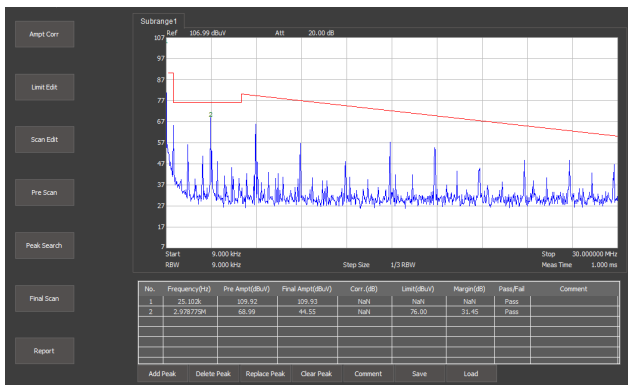 Subrange1
Ampt Corr
Limit Edit
Scan Edit
Pre Scan
Peak Search
Final Scan
Report
Ref 106.99 dBuV Att 20.00 dB
107
97
87
77
67
57
47
37
27
17
7
2
Start 9.000 kHz Stop 30.000000 MHz
RBW 9.000 kHz Step Size 1/3 RBW Meas Time 1.000 ms
No. Frequency(Hz) Pre Ampt(dBuV) Final Ampt(dBuV) Corr.(dB) Limit(dBuV) Margin(dB) Pass/Fail Comment
1 25.102k 109.92 109.93 NaN NaN NaN Pass
2 2.978775M 68.99 44.55 NaN 76.00 31.45 Pass
Add Peak Delete Peak Replace Peak Clear Peak Comment Save Load